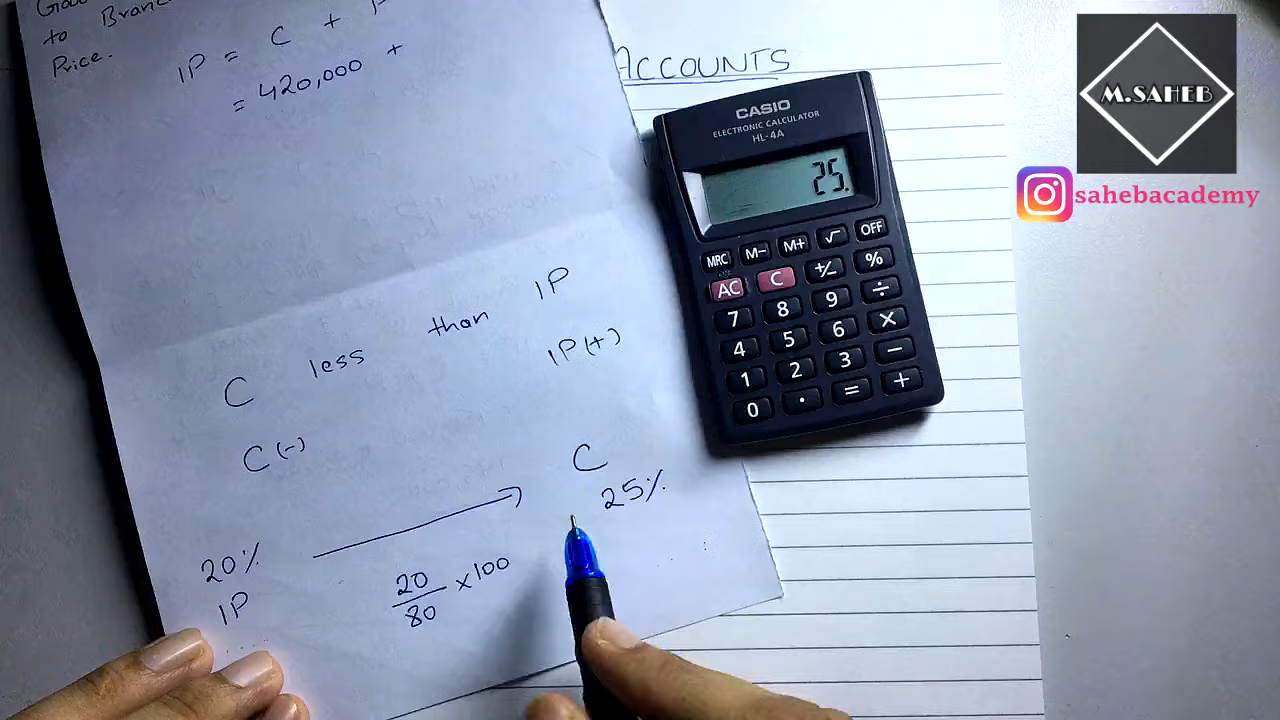 to Branch
Price.
IP = C +
= 420,000 +
C less than IP
C (-) IP (+)
20% C
IP 25%
20/80 x 100
ACCOUNTS
CASIO
ELECTRONIC CALCULATOR
HL-4A
25.
MRC M- M+ √ OFF
AC C +/- %
7 8 9 ÷
4 5 6 X
1 2 3 -
0 . = +
M.SAHEB
sahebacademy